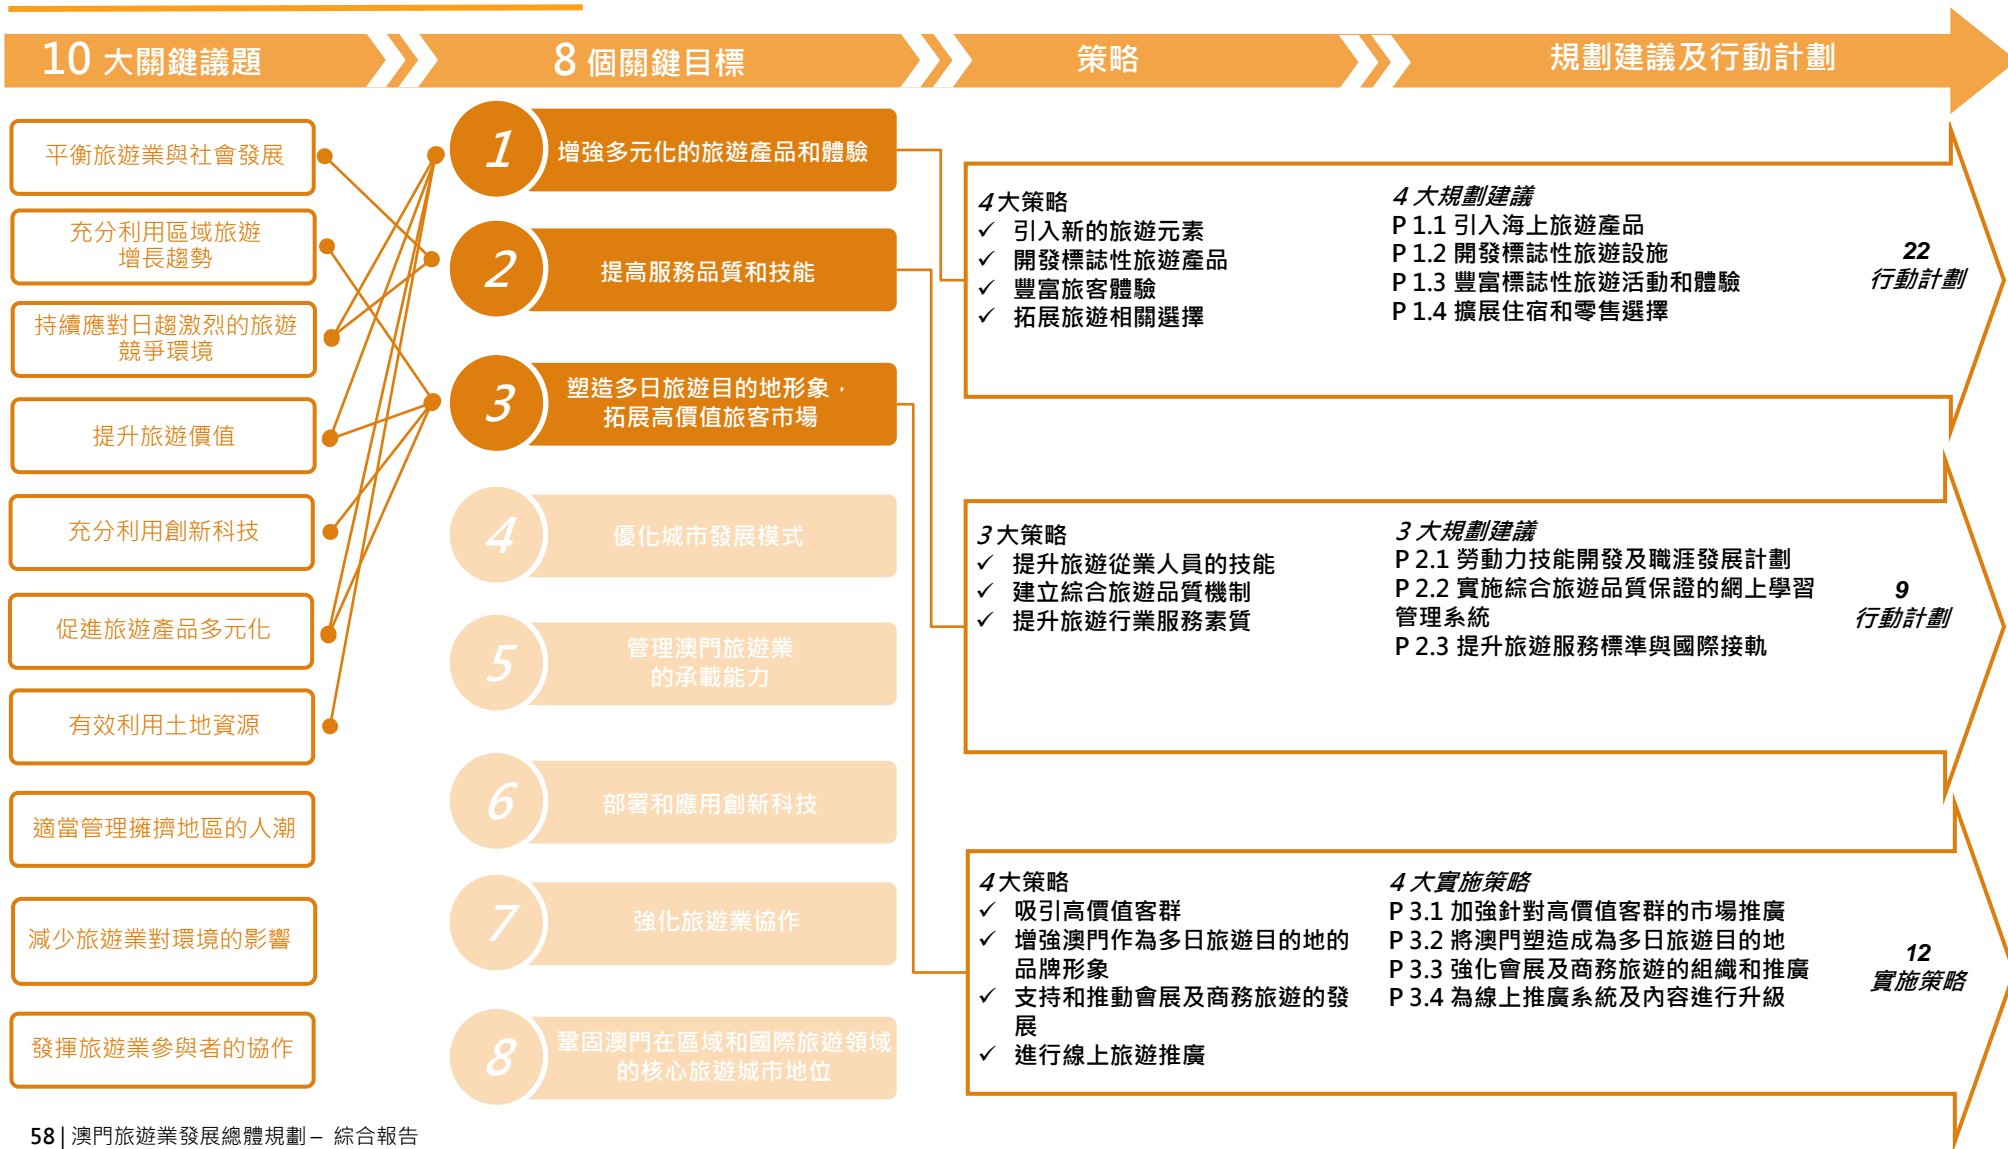 10 大關鍵議題
8 個關鍵目標
策略
規劃建議及行動計劃
平衡旅遊業與社會發展
充分利用區域旅遊
增長趨勢
持續應對日趨激烈的旅遊
競爭環境
提升旅遊價值
充分利用創新科技
促進旅遊產品多元化
有效利用土地資源
適當管理擁擠地區的人潮
減少旅遊業對環境的影響
發揮旅遊業參與者的協作
1
增強多元化的旅遊產品和體驗
2
提高服務品質和技能
3
塑造多日旅遊目的地形象，
拓展高價值旅客市場
4
優化城市發展模式
5
管理澳門旅遊業
的承載能力
6
部署和應用創新科技
7
強化旅遊業協作
8
鞏固澳門在區域和國際旅遊領域
的核心旅遊城市地位
4大策略
✓ 引入新的旅遊元素
✓ 開發標誌性旅遊產品
✓ 豐富旅客體驗
✓ 拓展旅遊相關選擇
4 大規劃建議
P 1.1 引入海上旅遊產品
P 1.2 開發標誌性旅遊設施
P 1.3 豐富標誌性旅遊活動和體驗
P 1.4 擴展住宿和零售選擇
22
行動計劃
3大策略
✓ 提升旅遊從業人員的技能
✓ 建立綜合旅遊品質機制
✓ 提升旅遊行業服務素質
3 大規劃建議
P 2.1 勞動力技能開發及職涯發展計劃
P 2.2 實施綜合旅遊品質保證的網上學習
管理系統
P 2.3 提升旅遊服務標準與國際接軌
9
行動計劃
4大策略
✓ 吸引高價值客群
✓ 增強澳門作為多日旅遊目的地的
品牌形象
✓ 支持和推動會展及商務旅遊的發
展
✓ 進行線上旅遊推廣
4 大實施策略
P 3.1 加強針對高價值客群的市場推廣
P 3.2 將澳門塑造成為多日旅遊目的地
P 3.3 強化會展及商務旅遊的組織和推廣
P 3.4 為線上推廣系統及內容進行升級
12
實施策略
58 | 澳門旅遊業發展總體規劃 – 綜合報告